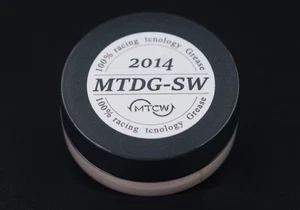 100% racing tcnology Grease
2014
MTDG-SW
MTCW
100% racing tcnology Grease